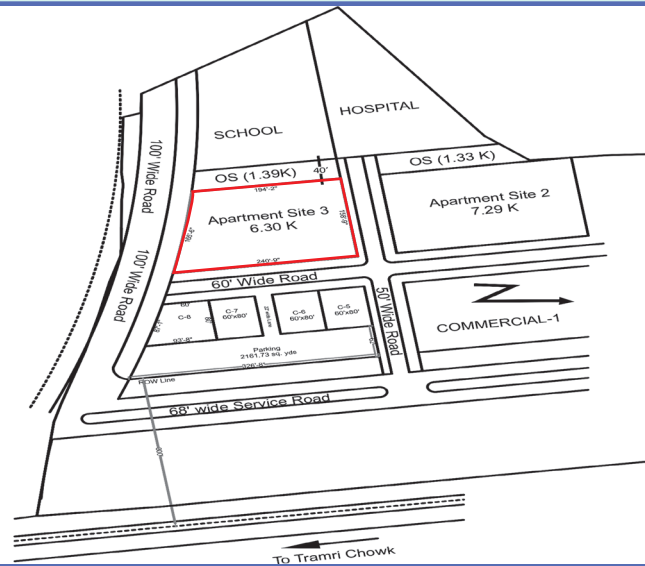 HOSPITAL
SCHOOL
OS (1.33 K)
OS (1.39K)
40'
194'-2"
Apartment Site 2
7.29 K
Apartment Site 3
6.30 K
100' Wide Road
240'-9"
100' Wide Road
60' Wide Road
50' Wide Road
60'
C-8
C-7
60'x80'
C-6
60'x80'
C-5
60'x80'
93'-8"
COMMERCIAL-1
Parking
2161.73 sq. yds
326'-8"
ROW Line
68' wide Service Road
To Tramri Chowk